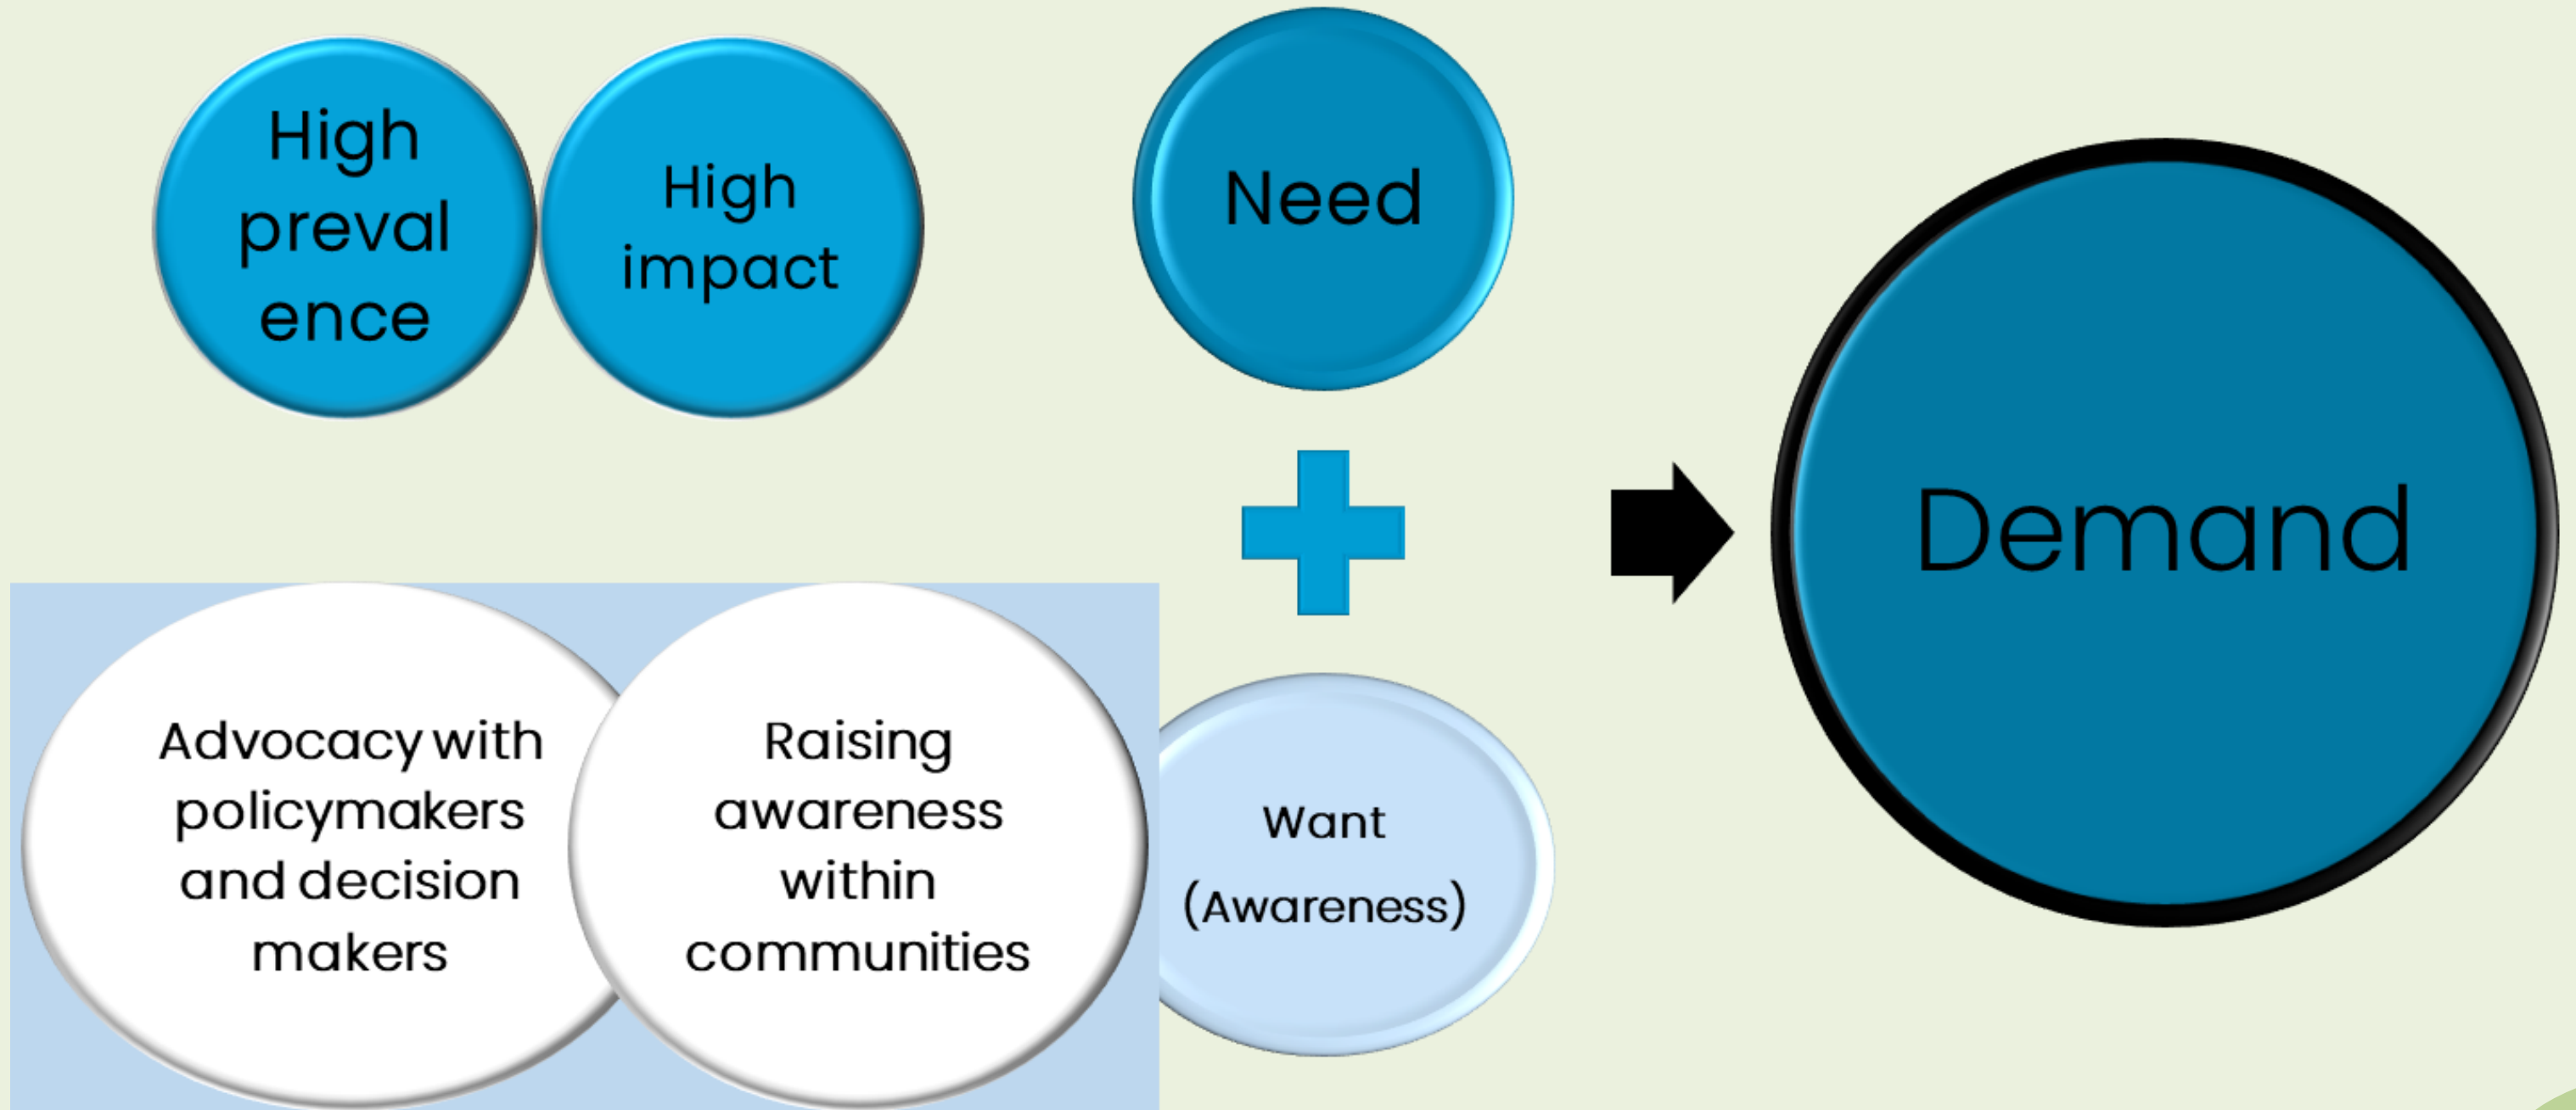 High
preval
ence
High
impact
Need
Demand
Advocacy with
policymakers
and decision
makers
Raising
awareness
within
communities
Want
(Awareness)